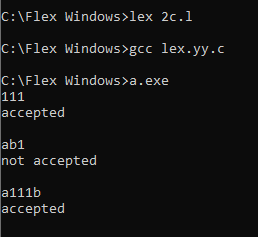 C:\Flex Windows>lex 2c.l
C:\Flex Windows>gcc lex.yy.c
C:\Flex Windows>a.exe
111
accepted
ab1
not accepted
a111b
accepted